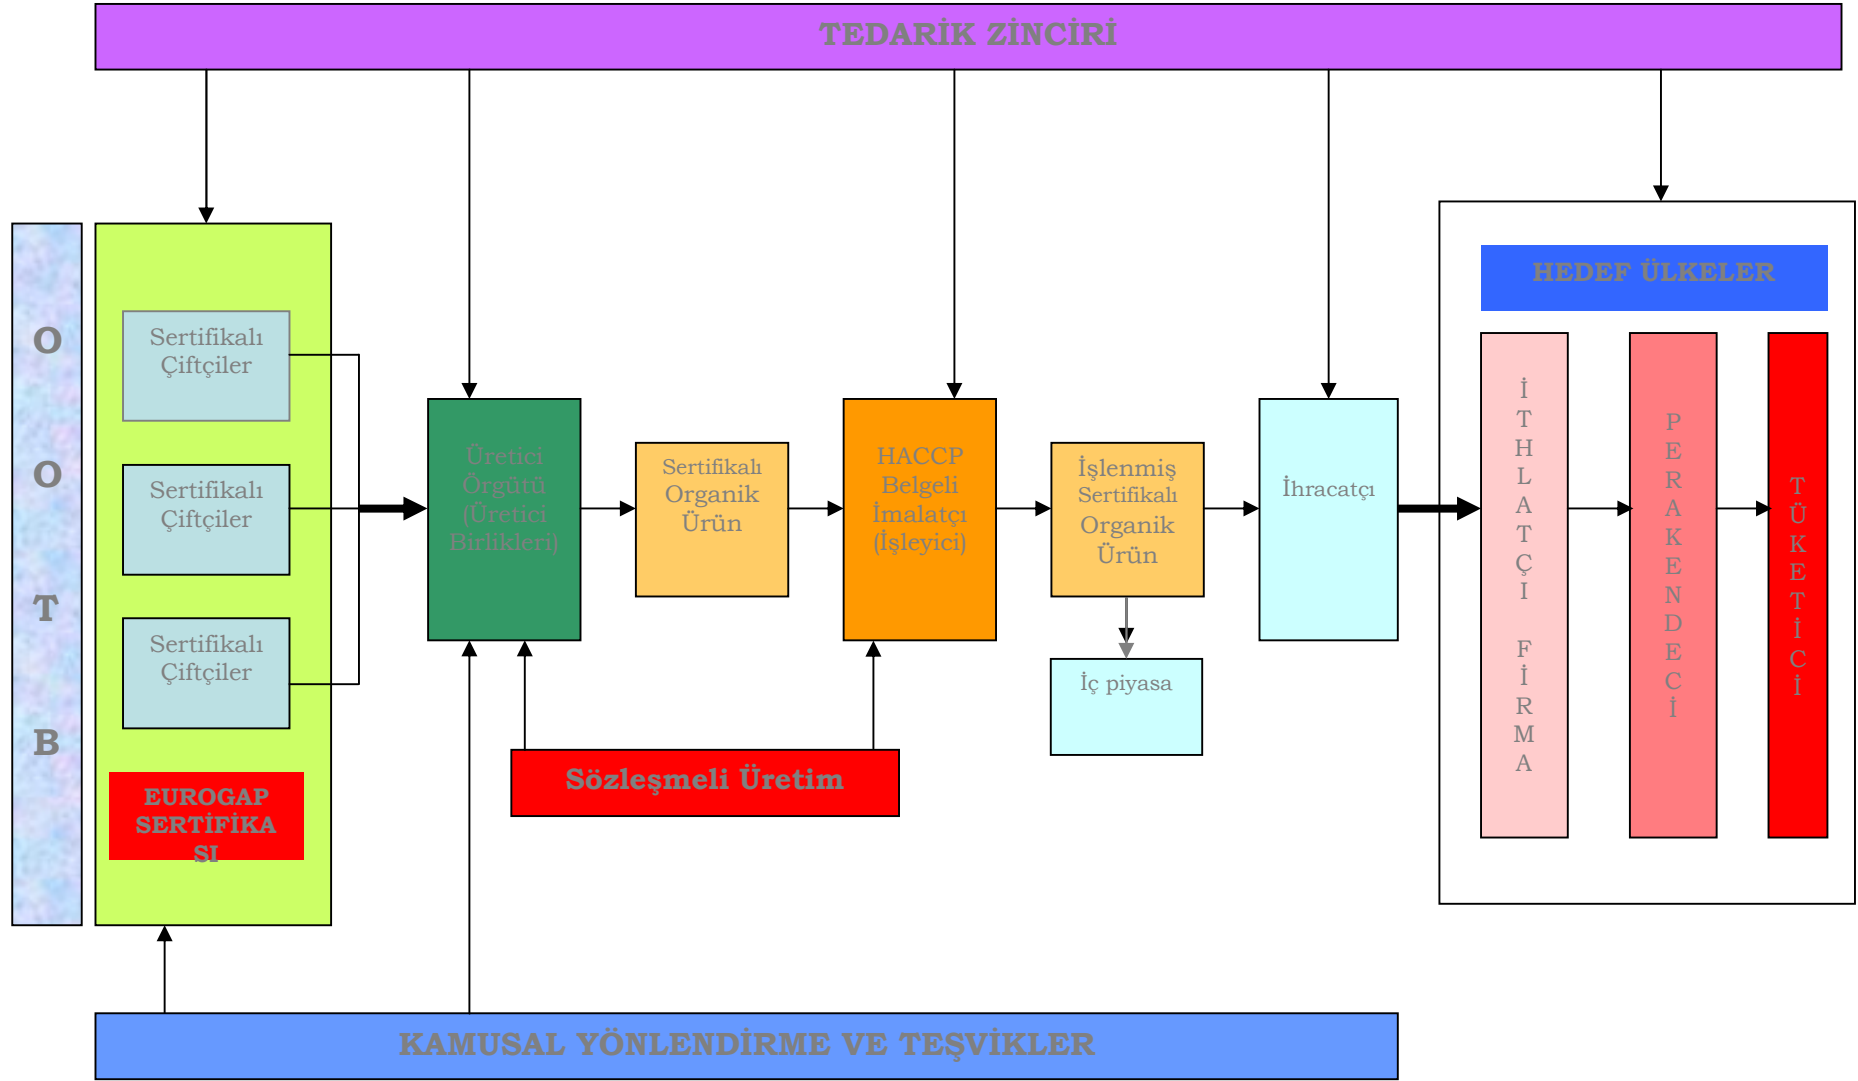 TEDARİK ZİNCİRİ
O
O
T
B
Sertifikalı
Çiftçiler
Sertifikalı
Çiftçiler
Sertifikalı
Çiftçiler
EUROGAP
SERTİFİKA
SI
Üretici
Örgütü
(Üretici
Birlikleri)
Sertifikalı
Organik
Ürün
HACCP
Belgeli
İmalatçı
(İşleyici)
Sözleşmeli Üretim
İşlenmiş
Sertifikalı
Organik
Ürün
İç piyasa
İhracatçı
HEDEF ÜLKELER
İ
T
H
L
A
T
Ç
I
F
İ
R
M
A
P
E
R
A
K
E
N
D
E
C
İ
T
Ü
K
E
T
İ
C
İ
KAMUSAL YÖNLENDİRME VE TEŞVİKLER